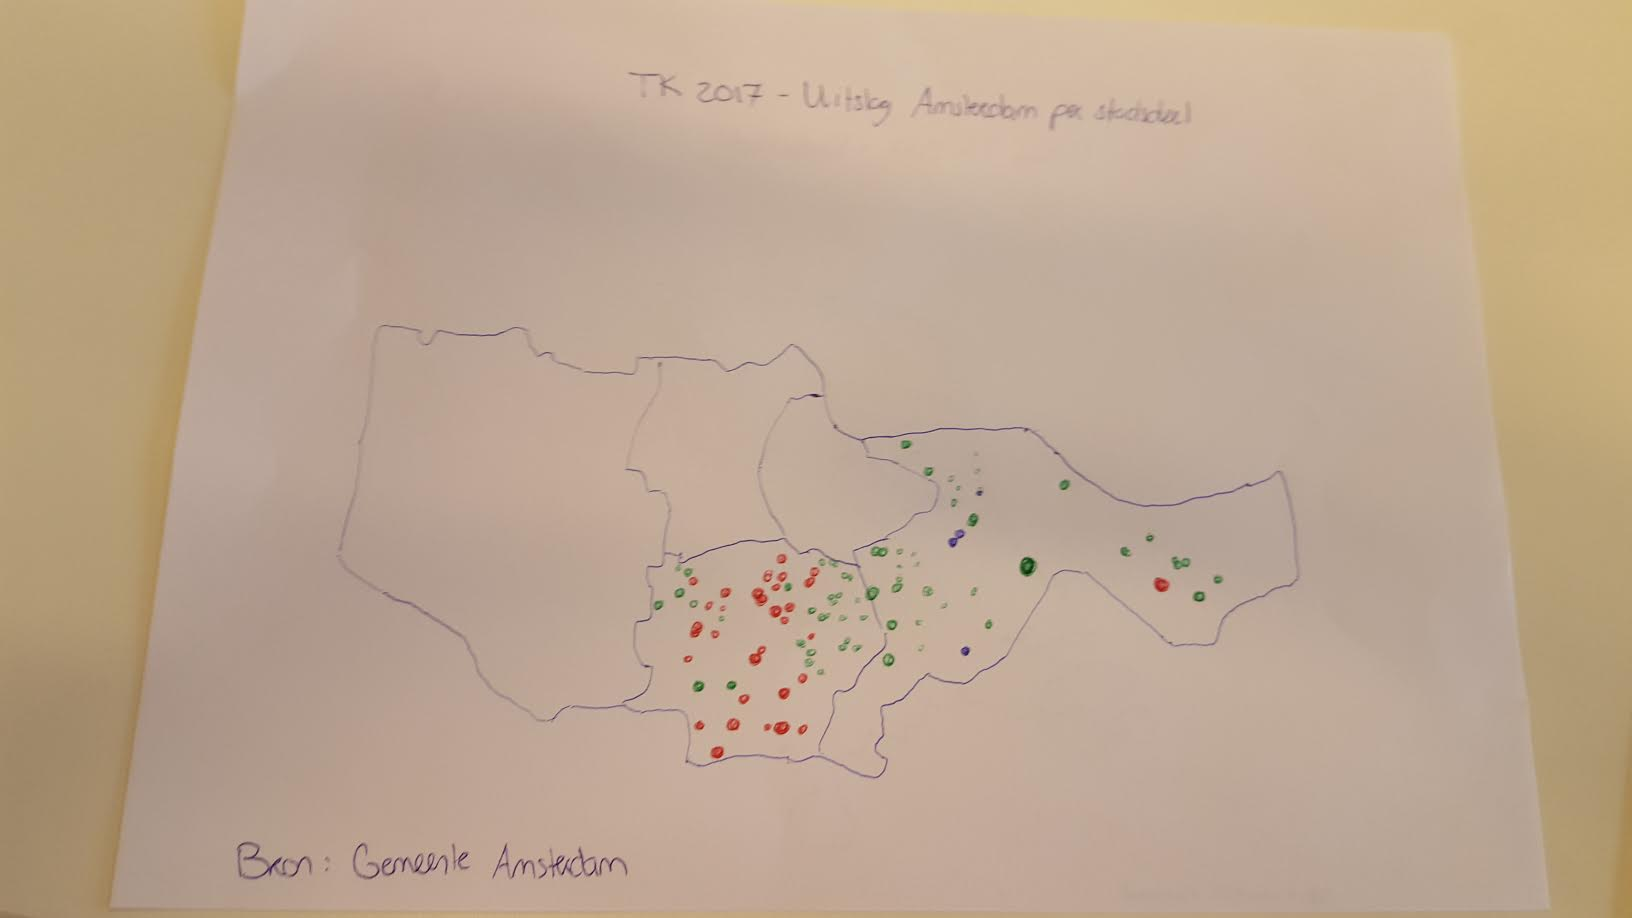 TK 2017 - Uitslag Amsterdam per stadsdeel
Bron: Gemeente Amsterdam